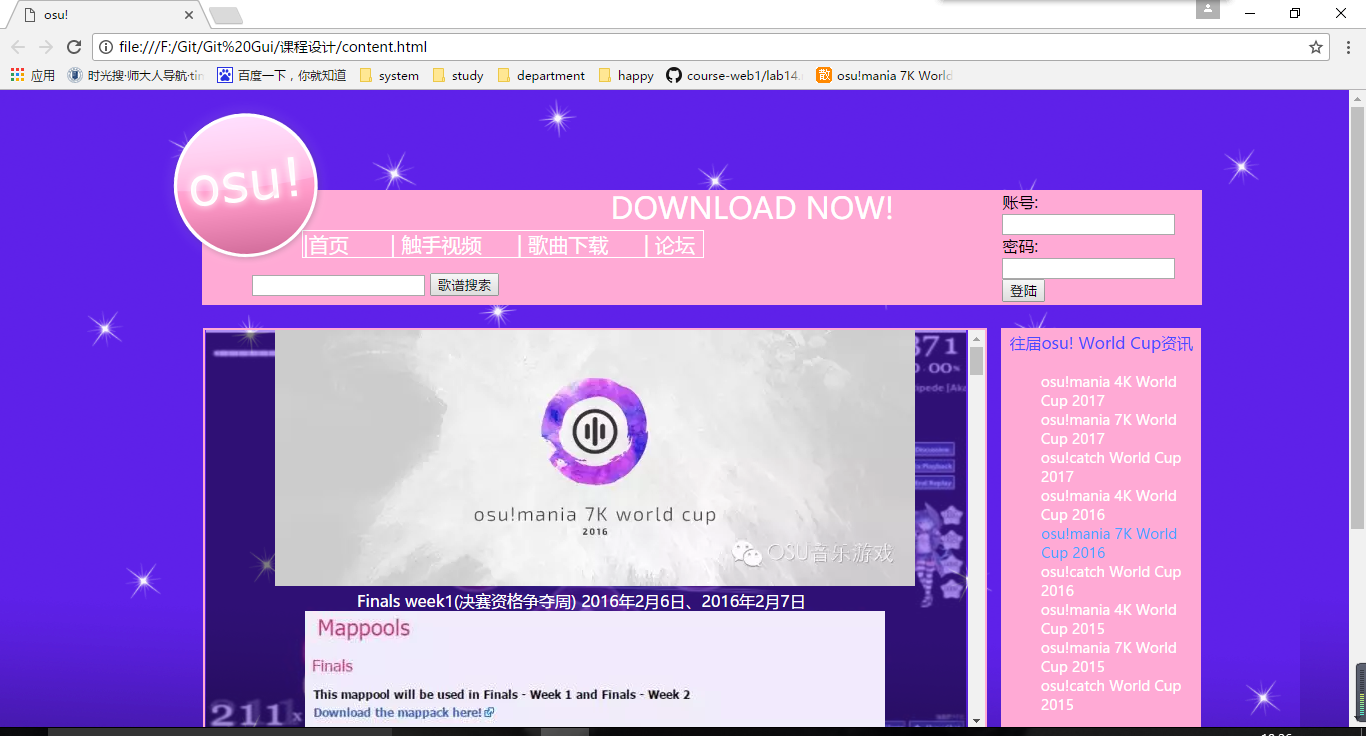 osu!
file:///F:/Git/Git%20Gui/课程设计/content.html
应用
时光搜·师大人导航·tin
百度一下，你就知道
system
study
department
happy
course-web1/lab14.
osu!mania 7K World
osu!
DOWNLOAD NOW!
账号:
|首页 | 触手视频 | 歌曲下载 | 论坛
密码:
歌谱搜索
登陆
往届osu! World Cup资讯
osu!mania 4K World
Cup 2017
osu!mania 7K World
Cup 2017
osu!catch World Cup
2017
osu!mania 4K World
Cup 2016
osu!mania 7K World
Cup 2016
osu!catch World Cup
2016
osu!mania 4K World
Cup 2015
osu!mania 7K World
Cup 2015
osu!catch World Cup
2015
osu!mania 7K world cup
2016
OSU音乐游戏
Finals week1(决赛资格争夺周) 2016年2月6日、2016年2月7日
Mappools
Finals
This mappool will be used in Finals - Week 1 and Finals - Week 2
Download the mappack here!
211x